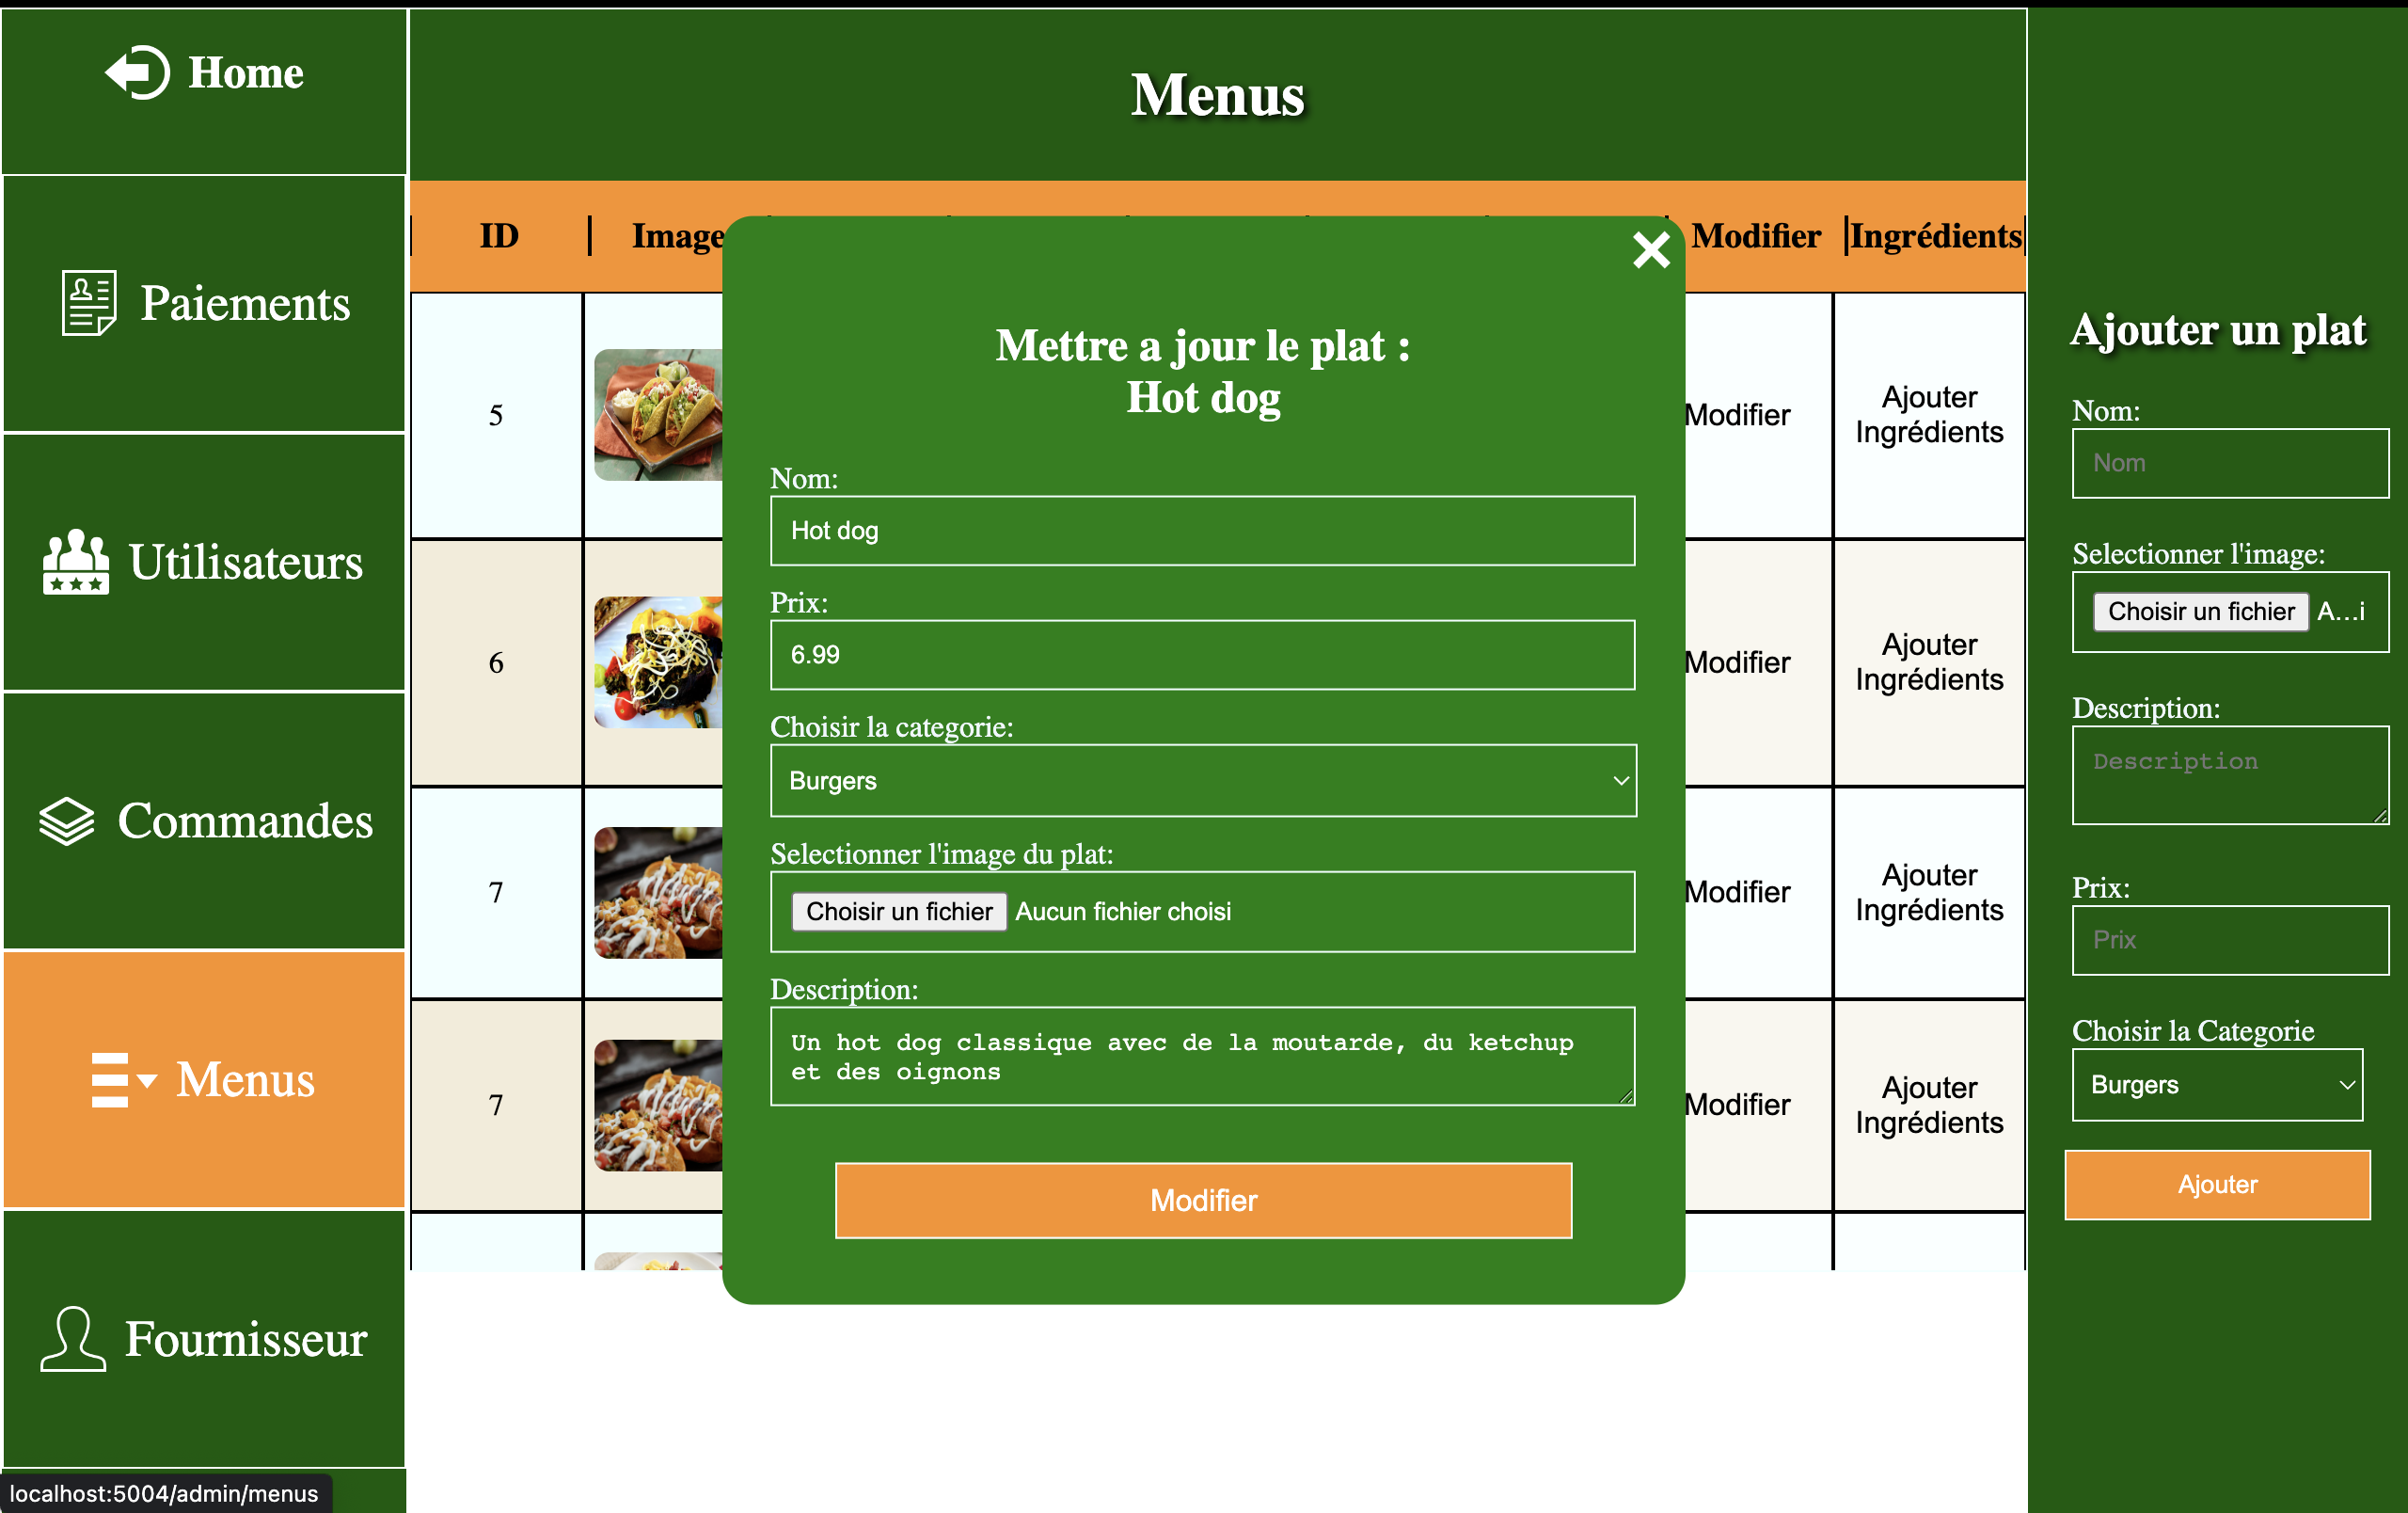 Home
Paiements
Utilisateurs
Commandes
Menus
Fournisseur
localhost:5004/admin/menus
Menus
ID
Image
Modifier
Ingrédients
5
Modifier
Ajouter
Ingrédients
6
Modifier
Ajouter
Ingrédients
7
Modifier
Ajouter
Ingrédients
7
Modifier
Ajouter
Ingrédients
Mettre a jour le plat :
Hot dog
Nom:
Hot dog
Prix:
6.99
Choisir la categorie:
Burgers
Selectionner l'image du plat:
Choisir un fichier Aucun fichier choisi
Description:
Un hot dog classique avec de la moutarde, du ketchup
et des oignons
Modifier
Ajouter un plat
Nom:
Nom
Selectionner l'image:
Choisir un fichier A...i
Description:
Description
Prix:
Prix
Choisir la Categorie
Burgers
Ajouter